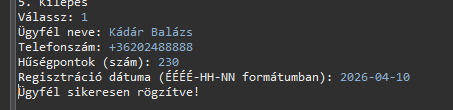 5. Kilépés
Válassz: 1
Ügyfél neve: Kádár Balázs
Telefonszám: +36202488888
Hűségpontok (szám): 230
Regisztráció dátuma (ÉÉÉÉ-HH-NN formátumban): 2026-04-10
Ügyfél sikeresen rögzítve!